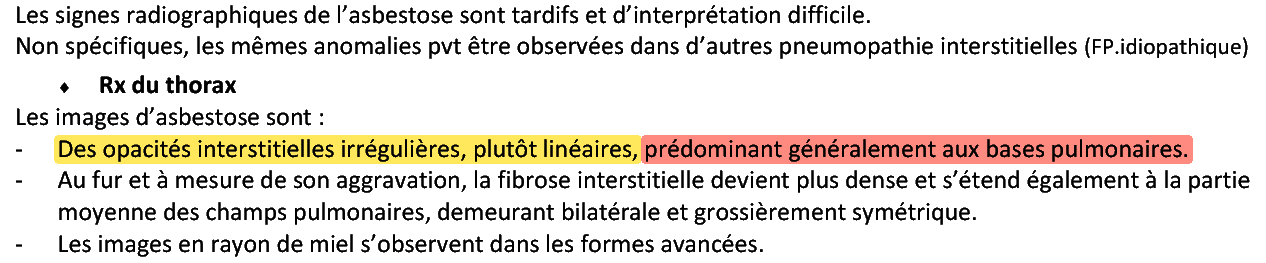 Les signes radiographiques de l’asbestose sont tardifs et d’interprétation difficile.
Non spécifiques, les mêmes anomalies pvt être observées dans d’autres pneumopathie interstitielles (FP.idiopathique)
♦ Rx du thorax
Les images d’asbestose sont :
- Des opacités interstitielles irrégulières, plutôt linéaires, prédominant généralement aux bases pulmonaires.
- Au fur et à mesure de son aggravation, la fibrose interstitielle devient plus dense et s’étend également à la partie
moyenne des champs pulmonaires, demeurant bilatérale et grossièrement symétrique.
- Les images en rayon de miel s’observent dans les formes avancées.